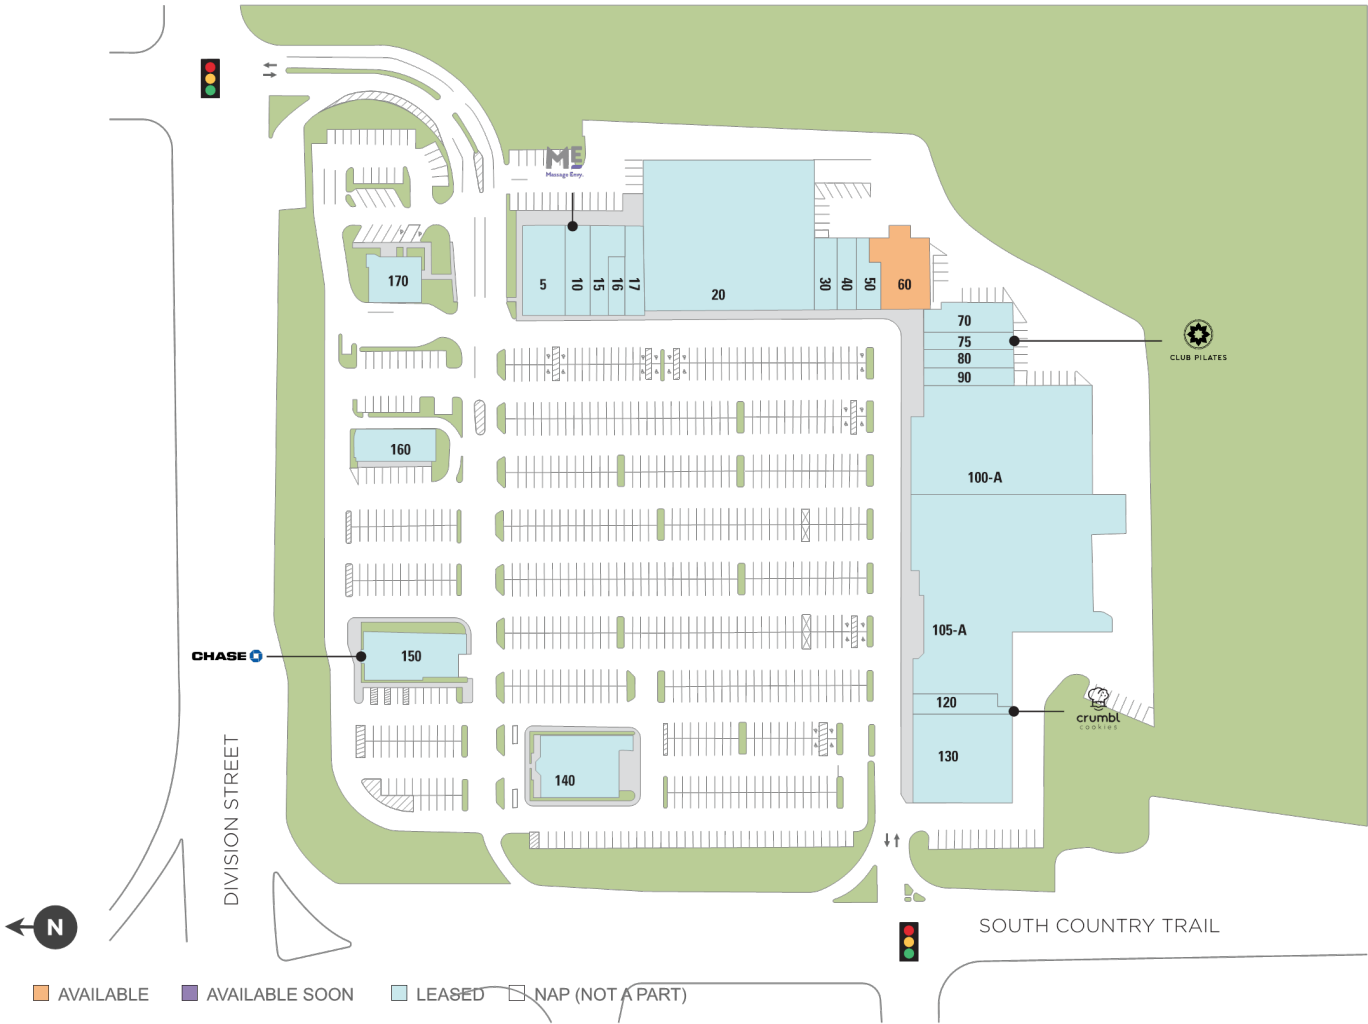 ME
Massage Envy.
170
5
10
15
16
17
20
30
40
50
60
70
75
80
90
CLUB PILATES
160
100-A
105-A
CHASE
150
120
crumbl
cookies
130
140
DIVISION STREET
N
SOUTH COUNTRY TRAIL
AVAILABLE
AVAILABLE SOON
LEASED
NAP (NOT A PART)